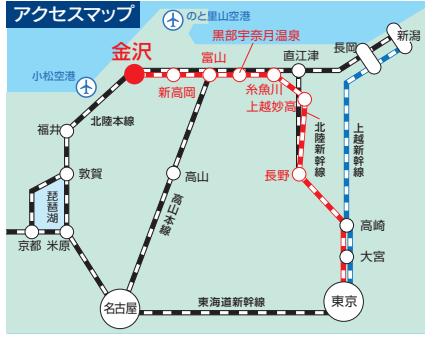 アクセスマップ
のと里山空港
黒部宇奈月温泉
金沢
富山
直江津
長岡
新潟
小松空港
新高岡
糸魚川
上越妙高
北陸本線
福井
北陸新幹線
上越新幹線
敦賀
高山
長野
琵琶湖
高山本線
京都
米原
高崎
大宮
名古屋
東海道新幹線
東京